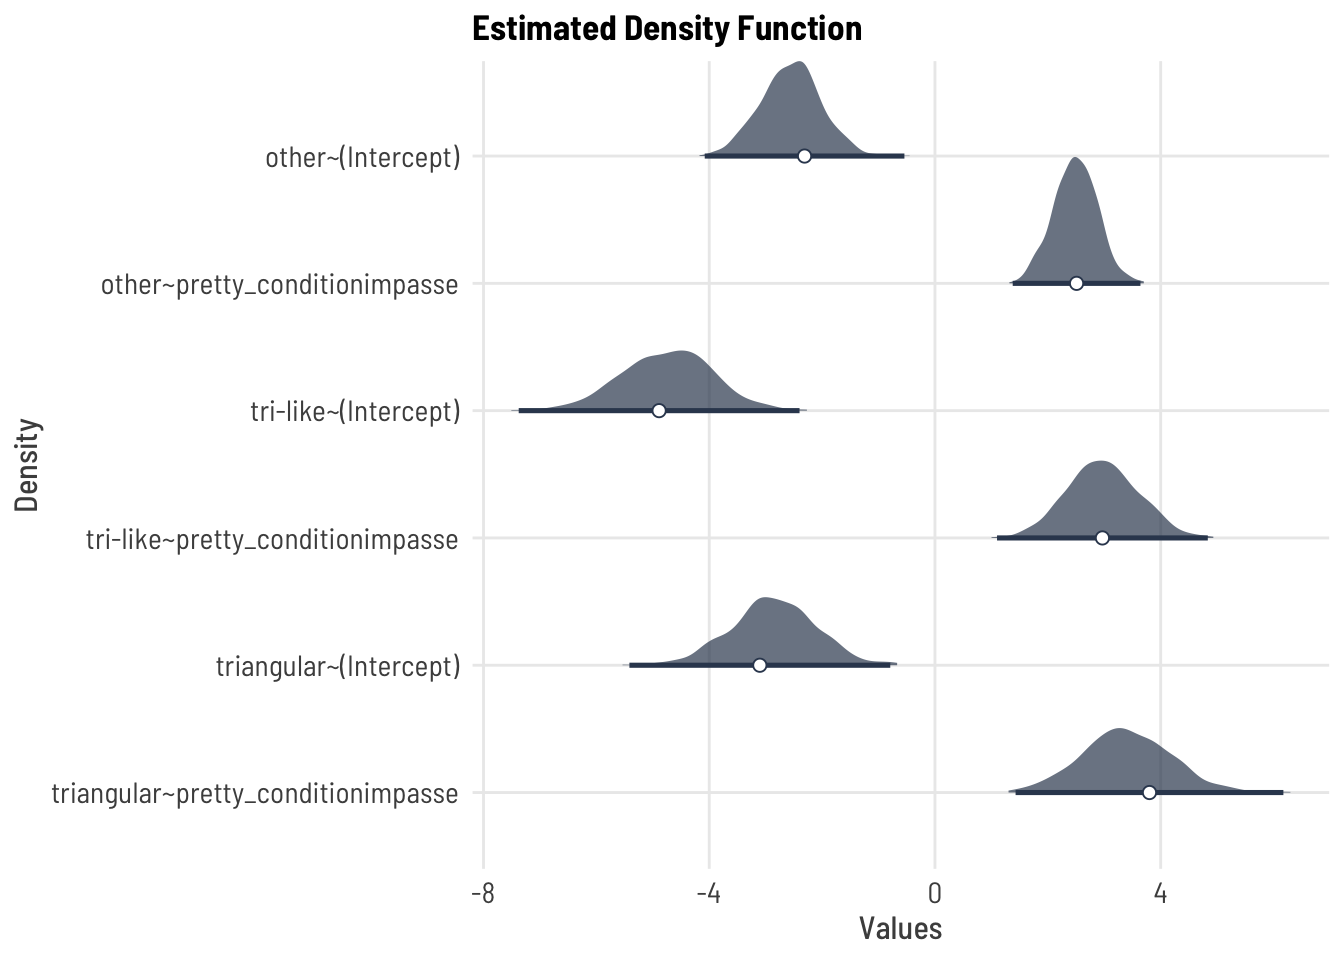 Estimated Density Function
other~(Intercept)
other~pretty_conditionimpasse
tri-like~(Intercept)
tri-like~pretty_conditionimpasse
triangular~(Intercept)
triangular~pretty_conditionimpasse
Density
-8 -4 0 4
Values